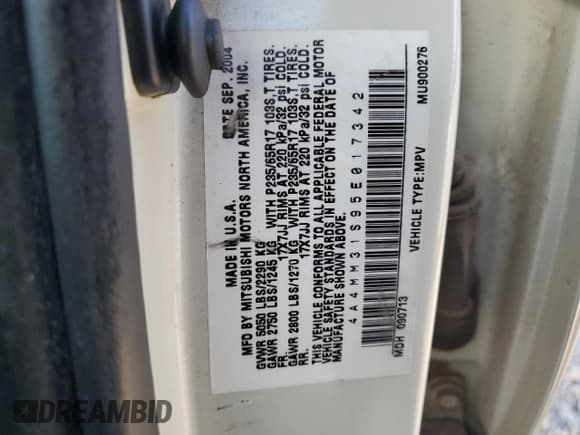 MADE IN U.S.A. DATE SEP. 2004
MFD BY MITSUBISHI MOTORS NORTH AMERICA, INC.
GVWR 5050 LBS/2290 KG
GAWR 2750 LBS/1245 KG WITH P235/65R17 103S,T TIRES.
FR. 17X7JJ RIMS AT 220 kPa/32 psi COLD.
GAWR 2800 LBS/1270 KG WITH P235/65R17 103S,T TIRES.
RR. 17X7JJ RIMS AT 220 kPa/32 psi COLD.
THIS VEHICLE CONFORMS TO ALL APPLICABLE FEDERAL MOTOR
VEHICLE SAFETY STANDARDS IN EFFECT ON THE DATE OF
MANUFACTURE SHOWN ABOVE.
4A4MM31S95E017342
MDH 090713 VEHICLE TYPE:MPV MU900276
DREAMBID